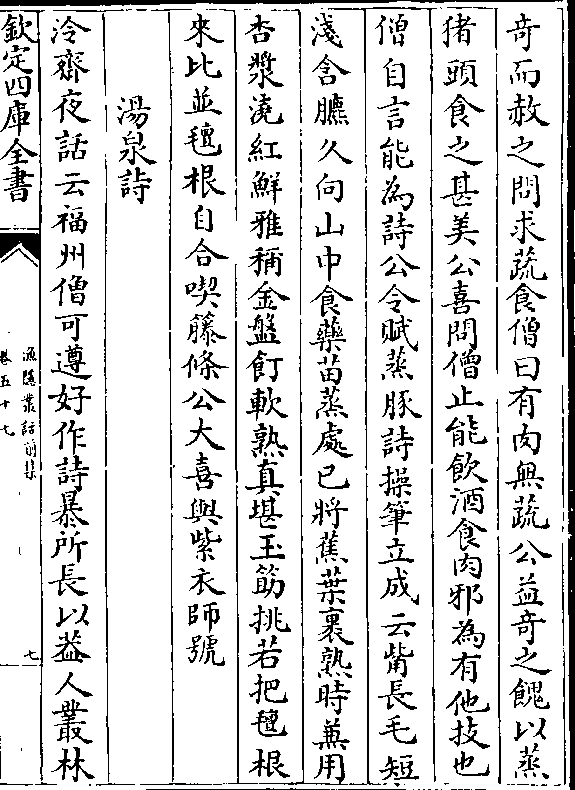 奇而赦之問求蔬食僧曰有肉無蔬公益奇之餽以蒸
猪頭食之甚美公喜問僧止能飲酒食肉邪為有他技也
僧自言能為詩公令賦蒸豚詩操筆立成云觜長毛短
淺含臕久向山中食藥苗蒸處已將蕉葉裹熟時兼用
杏漿澆紅鮮雅稱金盤飣軟熟真堪玉筯挑若把氊根
來比並氊根自合喫藤條公大喜與紫衣師號
湯泉詩
冷齋夜話云福州僧可遵好作詩暴所長以葢人叢林
欽定四庫全書
漁隱叢話前集
卷五十七
七